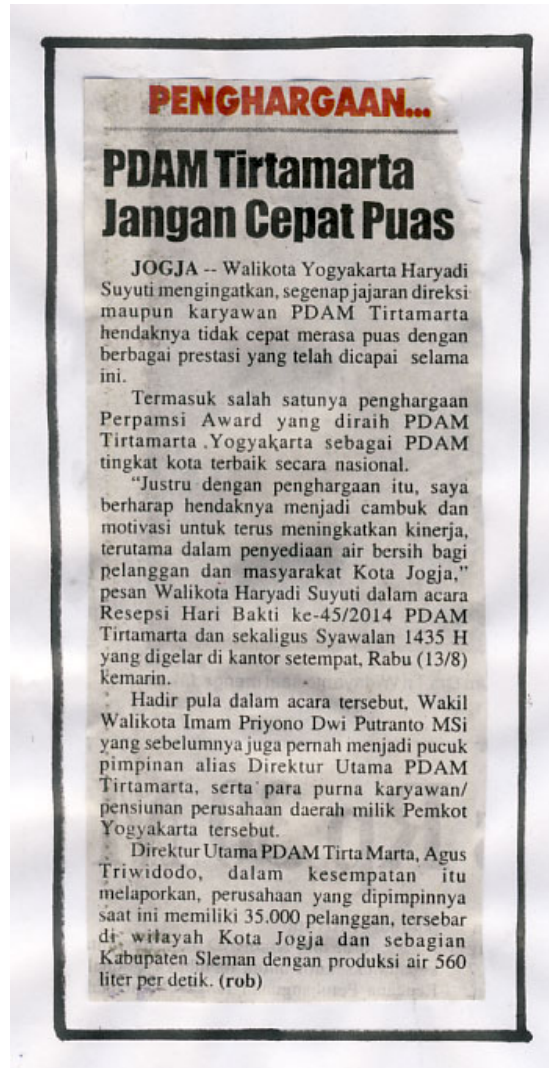 PENGHARGAAN...
PDAM Tirtamarta
Jangan Cepat Puas
JOGJA -- Walikota Yogyakarta Haryadi
Suyuti mengingatkan, segenap jajaran direksi
maupun karyawan PDAM Tirtamarta
hendaknya tidak cepat merasa puas dengan
berbagai prestasi yang telah dicapai selama
ini.
Termasuk salah satunya penghargaan
Perpamsi Award yang diraih PDAM
Tirtamarta Yogyakarta sebagai PDAM
tingkat kota terbaik secara nasional.
“Justru dengan penghargaan itu, saya
berharap hendaknya menjadi cambuk dan
motivasi untuk terus meningkatkan kinerja,
terutama dalam penyediaan air bersih bagi
pelanggan dan masyarakat Kota Jogja,”
pesan Walikota Haryadi Suyuti dalam acara
Resepsi Hari Bakti ke-45/2014 PDAM
Tirtamarta dan sekaligus Syawalan 1435 H
yang digelar di kantor setempat, Rabu (13/8)
kemarin.
Hadir pula dalam acara tersebut, Wakil
Walikota Imam Priyono Dwi Putranto MSi
yang sebelumnya juga pernah menjadi pucuk
pimpinan alias Direktur Utama PDAM
Tirtamarta, serta para purna karyawan/
pensiunan perusahaan daerah milik Pemkot
Yogyakarta tersebut.
Direktur Utama PDAM Tirta Marta, Agus
Triwidodo, dalam kesempatan itu
melaporkan, perusahaan yang dipimpinnya
saat ini memiliki 35.000 pelanggan, tersebar
di wilayah Kota Jogja dan sebagian
Kabupaten Sleman dengan produksi air 560
liter per detik. (rob)